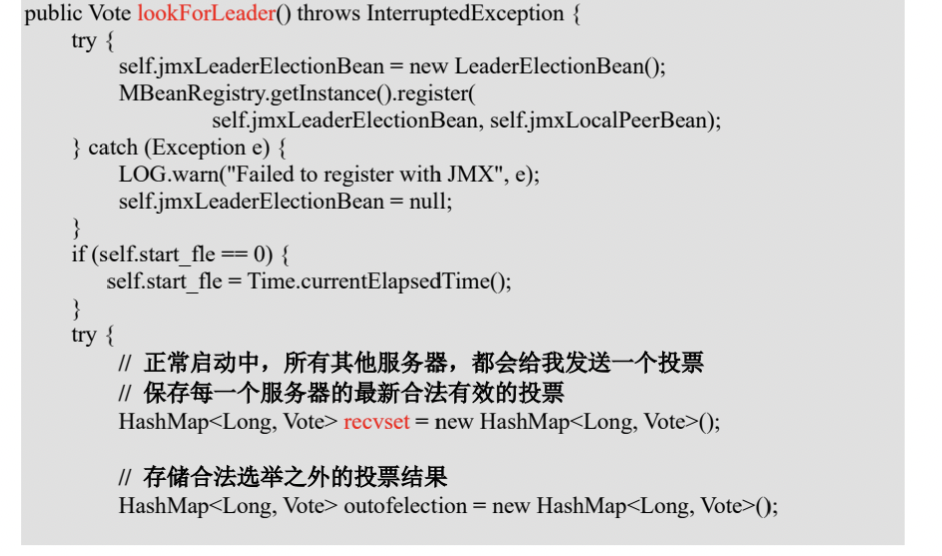 public Vote lookForLeader() throws InterruptedException {
try {
self.jmxLeaderElectionBean = new LeaderElectionBean();
MBeanRegistry.getInstance().register(
self.jmxLeaderElectionBean, self.jmxLocalPeerBean);
} catch (Exception e) {
LOG.warn("Failed to register with JMX", e);
self.jmxLeaderElectionBean = null;
}
if (self.start_fle == 0) {
self.start_fle = Time.currentElapsedTime();
}
try {
// 正常启动中，所有其他服务器，都会给我发送一个投票
// 保存每一个服务器的最新合法有效的投票
HashMap<Long, Vote> recvset = new HashMap<Long, Vote>();
// 存储合法选举之外的投票结果
HashMap<Long, Vote> outofelection = new HashMap<Long, Vote>();